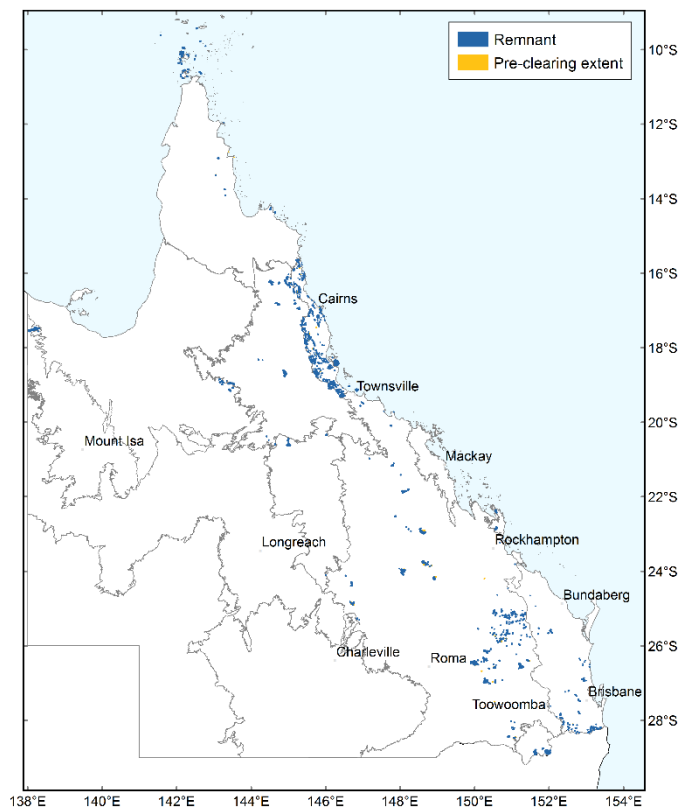 Remnant
Pre-clearing extent
10°S
12°S
14°S
16°S
Cairns
18°S
Townsville
20°S
Mount Isa
Mackay
22°S
Longreach
Rockhampton
24°S
Bundaberg
Charleville
Roma
26°S
Toowoomba
Brisbane
28°S
138°E 140°E 142°E 144°E 146°E 148°E 150°E 152°E 154°E